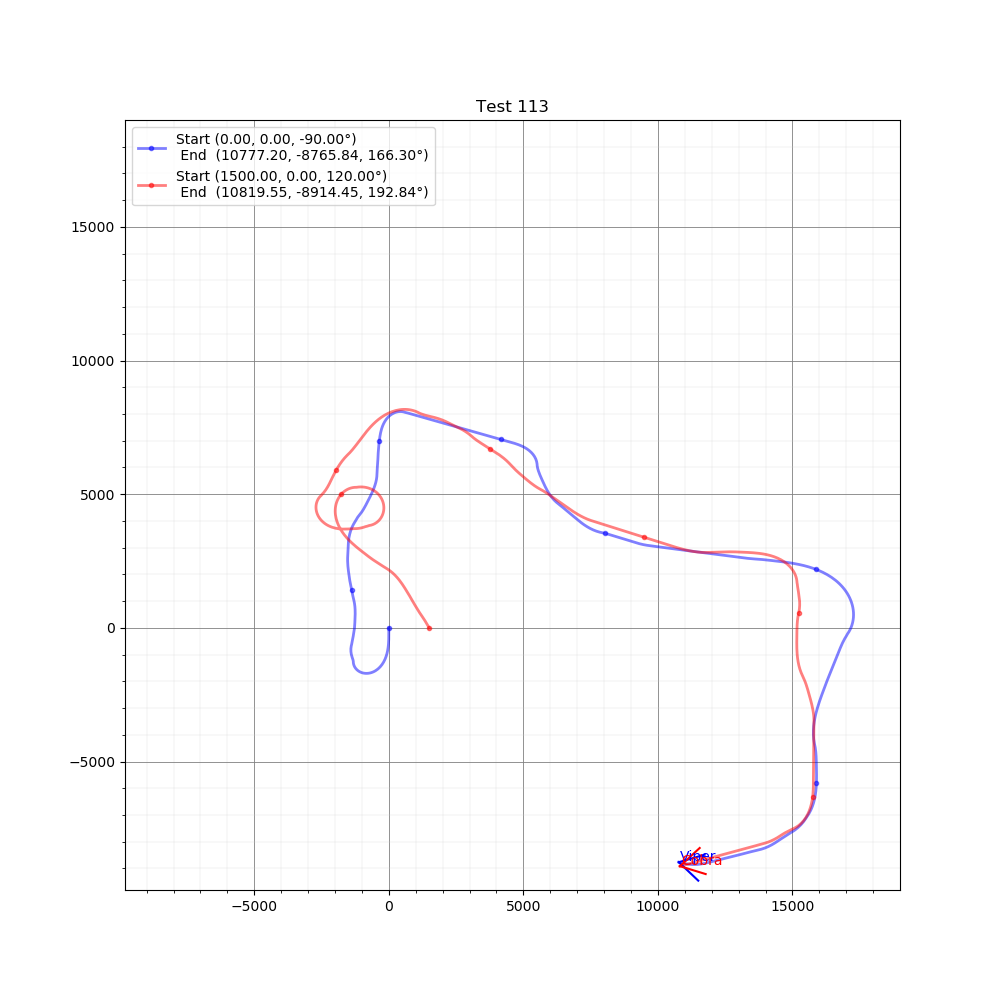 Test 113
Start (0.00, 0.00, -90.00°)
End (10777.20, -8765.84, 166.30°)
Start (1500.00, 0.00, 120.00°)
End (10819.55, -8914.45, 192.84°)
15000
10000
5000
0
−5000
Viper
−5000
0
5000
10000
15000